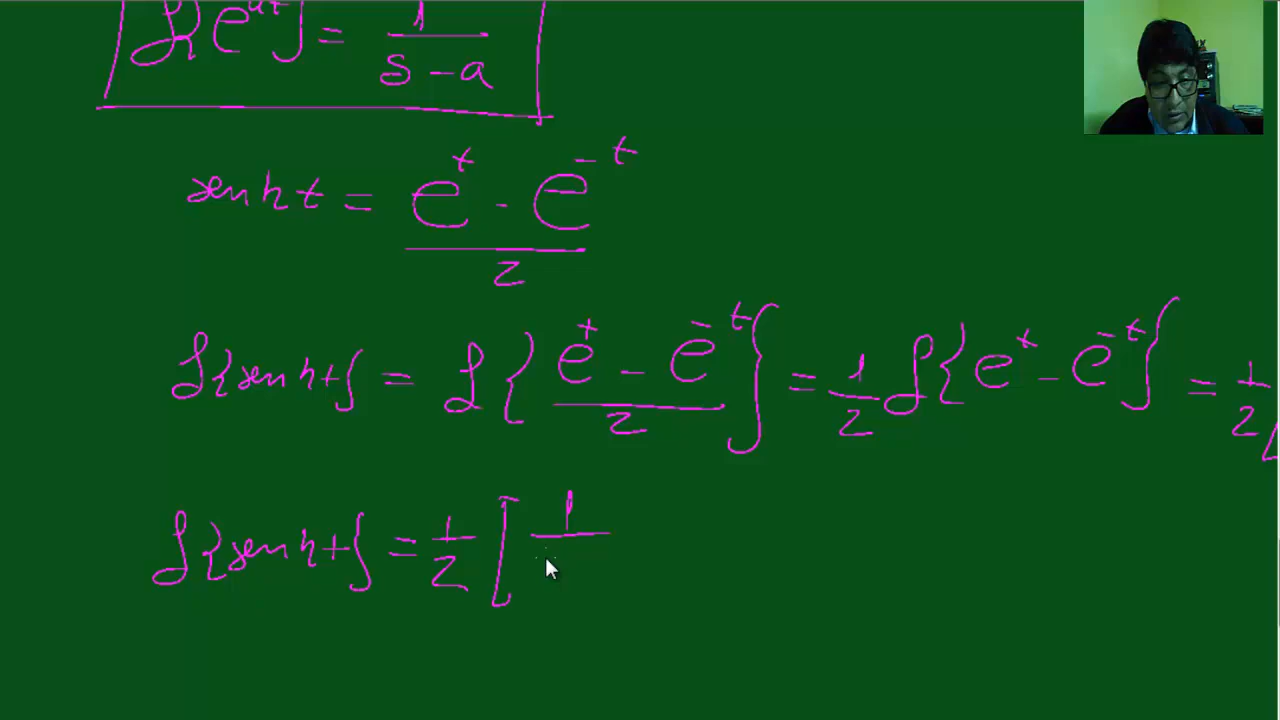 ℒ{e^{at}} = 1/(s-a)
senh t = (e^t - e^{-t})/2
ℒ{senh t} = ℒ{(e^t - e^{-t})/2} = 1/2 ℒ{e^t - e^{-t}} = 1/2 [
ℒ{senh t} = 1/2 [ 1/